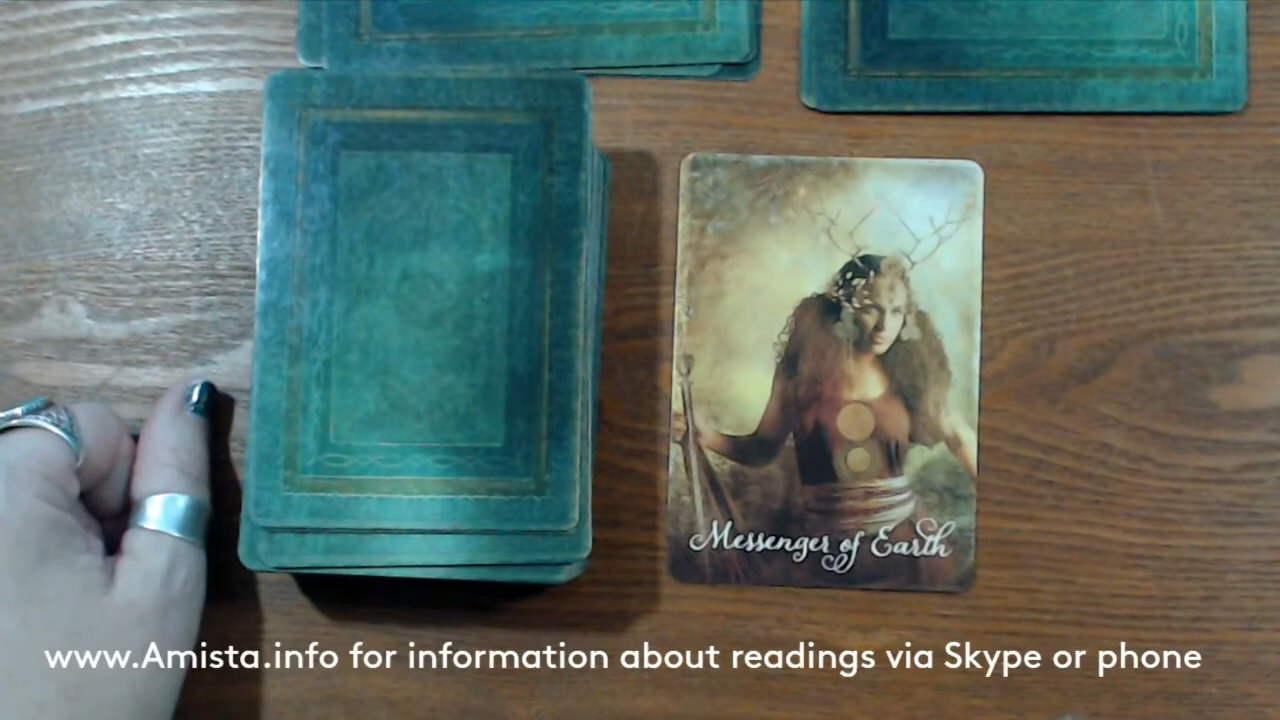 Messenger of Earth
www.Amista.info for information about readings via Skype or phone